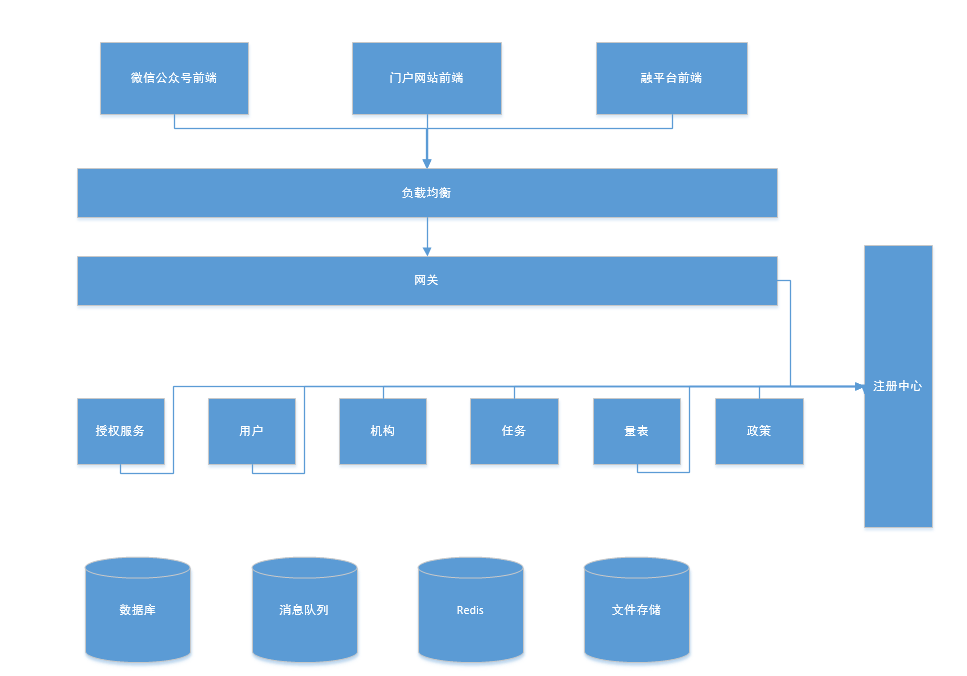 微信公众号前端
门户网站前端
融平台前端
负载均衡
网关
注册中心
授权服务
用户
机构
任务
量表
政策
数据库
消息队列
Redis
文件存储